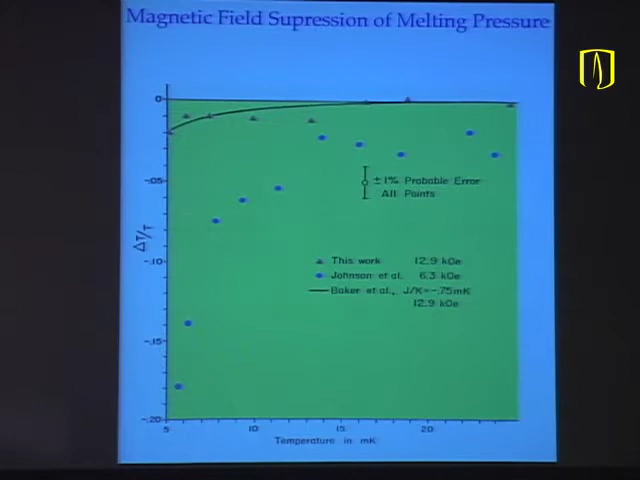 Magnetic Field Supression of Melting Pressure
0
-.05
-.10
-.15
-.20
ΔT/T
± 1% Probable Error
All Points
This work 12.9 kOe
Johnson et al. 6.3 kOe
Baker et al., J/K=-.75mK
12.9 kOe
5 10 15 20
Temperature in mK